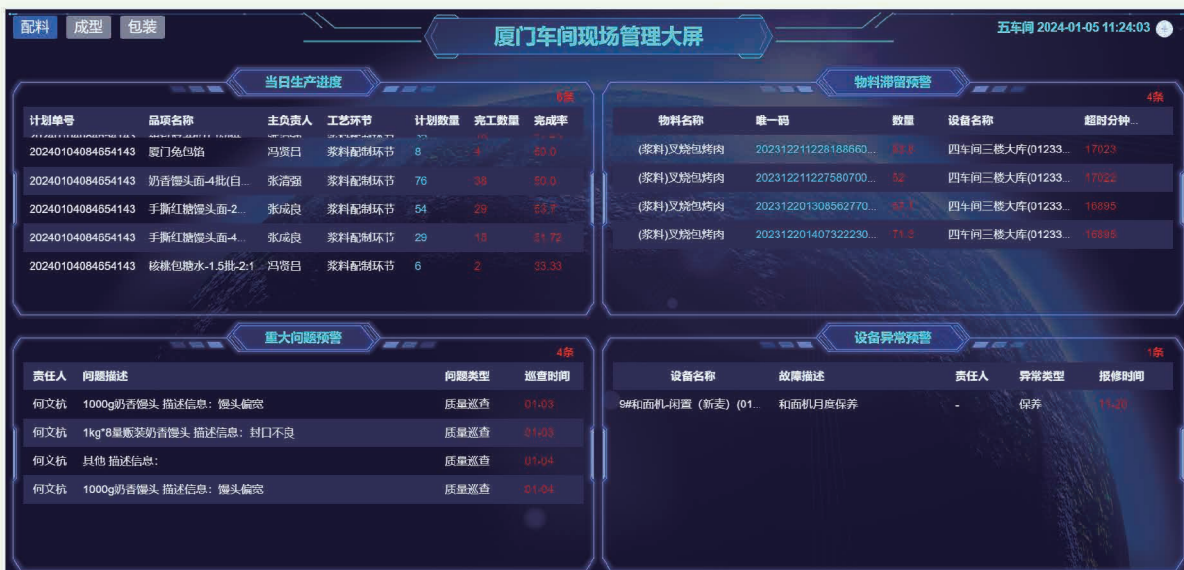 配料 成型 包装
厦门车间现场管理大屏
五车间 2024-01-05 11:24:03
当日生产进度
6条
计划单号 品项名称 主负责人 工艺环节 计划数量 完工数量 完成率
20240104084654143 厦门兔包馅 冯贤吕 浆料配制环节 8 4 50.0
20240104084654143 奶香馒头面-4批(自... 张清强 浆料配制环节 76 38 50.0
20240104084654143 手撕红糖馒头面-2... 张成良 浆料配制环节 54 29 53.7
20240104084654143 手撕红糖馒头面-4... 张成良 浆料配制环节 29 15 51.72
20240104084654143 核桃包糖水-1.5批-2:1 冯贤吕 浆料配制环节 6 2 33.33
物料滞留预警
4条
物料名称 唯一码 数量 设备名称 超时分钟...
(浆料)叉烧包烤肉 202312211228188660... 四车间三楼大库(01233... 17023
(浆料)叉烧包烤肉 202312211227580700... 52 四车间三楼大库(01233... 17022
(浆料)叉烧包烤肉 202312201308562770... 四车间三楼大库(01233... 16895
(浆料)叉烧包烤肉 202312201407322230... 四车间三楼大库(01233... 16895
重大问题预警
4条
责任人 问题描述 问题类型 巡查时间
何文杭 1000g奶香馒头 描述信息：馒头偏宽 质量巡查 01-03
何文杭 1kg*8量贩装奶香馒头 描述信息：封口不良 质量巡查 01-03
何文杭 其他 描述信息： 质量巡查 01-04
何文杭 1000g奶香馒头 描述信息：馒头偏宽 质量巡查 01-04
设备异常预警
1条
设备名称 故障描述 责任人 异常类型 报修时间
9#和面机-闲置（新麦）(01... 和面机月度保养 - 保养 11-20